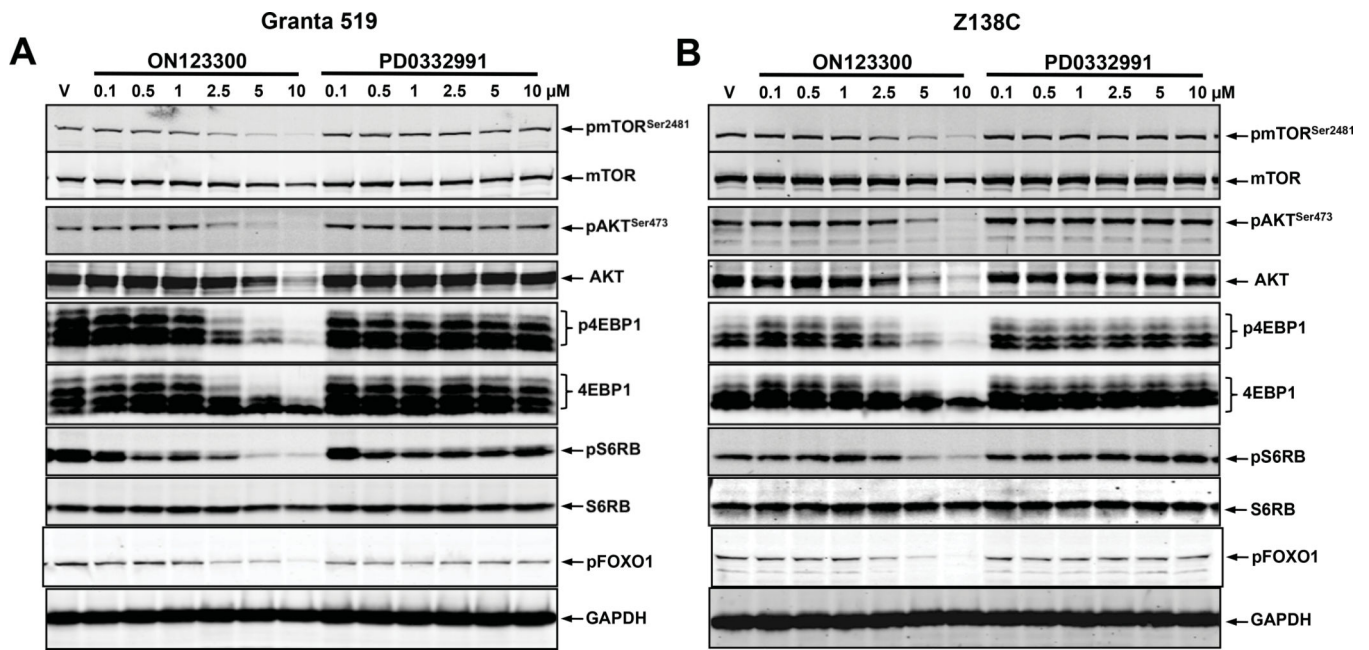 Granta 519
A
ON123300
PD0332991
V 0.1 0.5 1 2.5 5 10 0.1 0.5 1 2.5 5 10 μM
pmTORSer2481
mTOR
pAKTSer473
AKT
p4EBP1
4EBP1
pS6RB
S6RB
pFOXO1
GAPDH
Z138C
B
ON123300
PD0332991
V 0.1 0.5 1 2.5 5 10 0.1 0.5 1 2.5 5 10 μM
pmTORSer2481
mTOR
pAKTSer473
AKT
p4EBP1
4EBP1
pS6RB
S6RB
pFOXO1
GAPDH